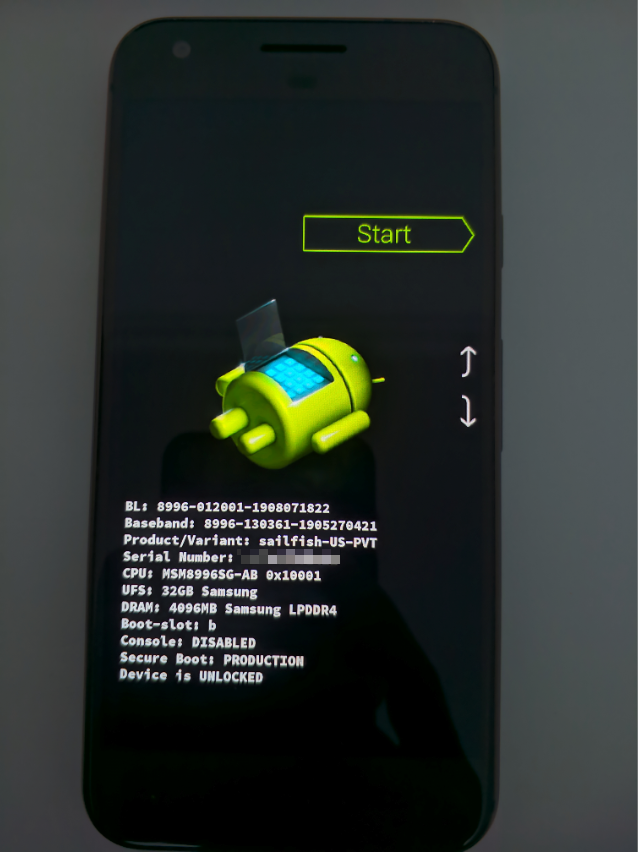 Start
BL: 8996-012001-1908071822
Baseband: 8996-130361-1905270421
Product/Variant: sailfish-US-PVT
Serial Number:
CPU: MSM8996SG-AB 0x10001
UFS: 32GB Samsung
DRAM: 4096MB Samsung LPDDR4
Boot-slot: b
Console: DISABLED
Secure Boot: PRODUCTION
Device is UNLOCKED